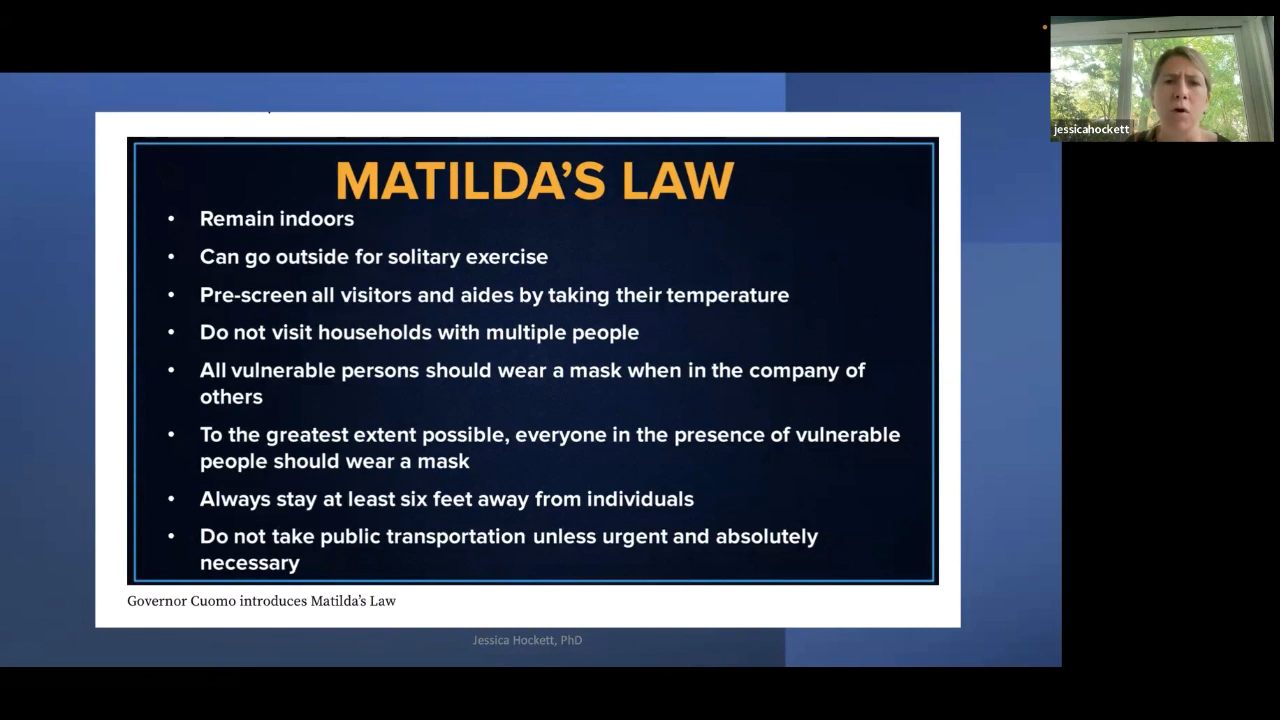 MATILDA'S LAW
• Remain indoors
• Can go outside for solitary exercise
• Pre-screen all visitors and aides by taking their temperature
• Do not visit households with multiple people
• All vulnerable persons should wear a mask when in the company of
others
• To the greatest extent possible, everyone in the presence of vulnerable
people should wear a mask
• Always stay at least six feet away from individuals
• Do not take public transportation unless urgent and absolutely
necessary
Governor Cuomo introduces Matilda's Law
Jessica Hockett, PhD
jessicahockett